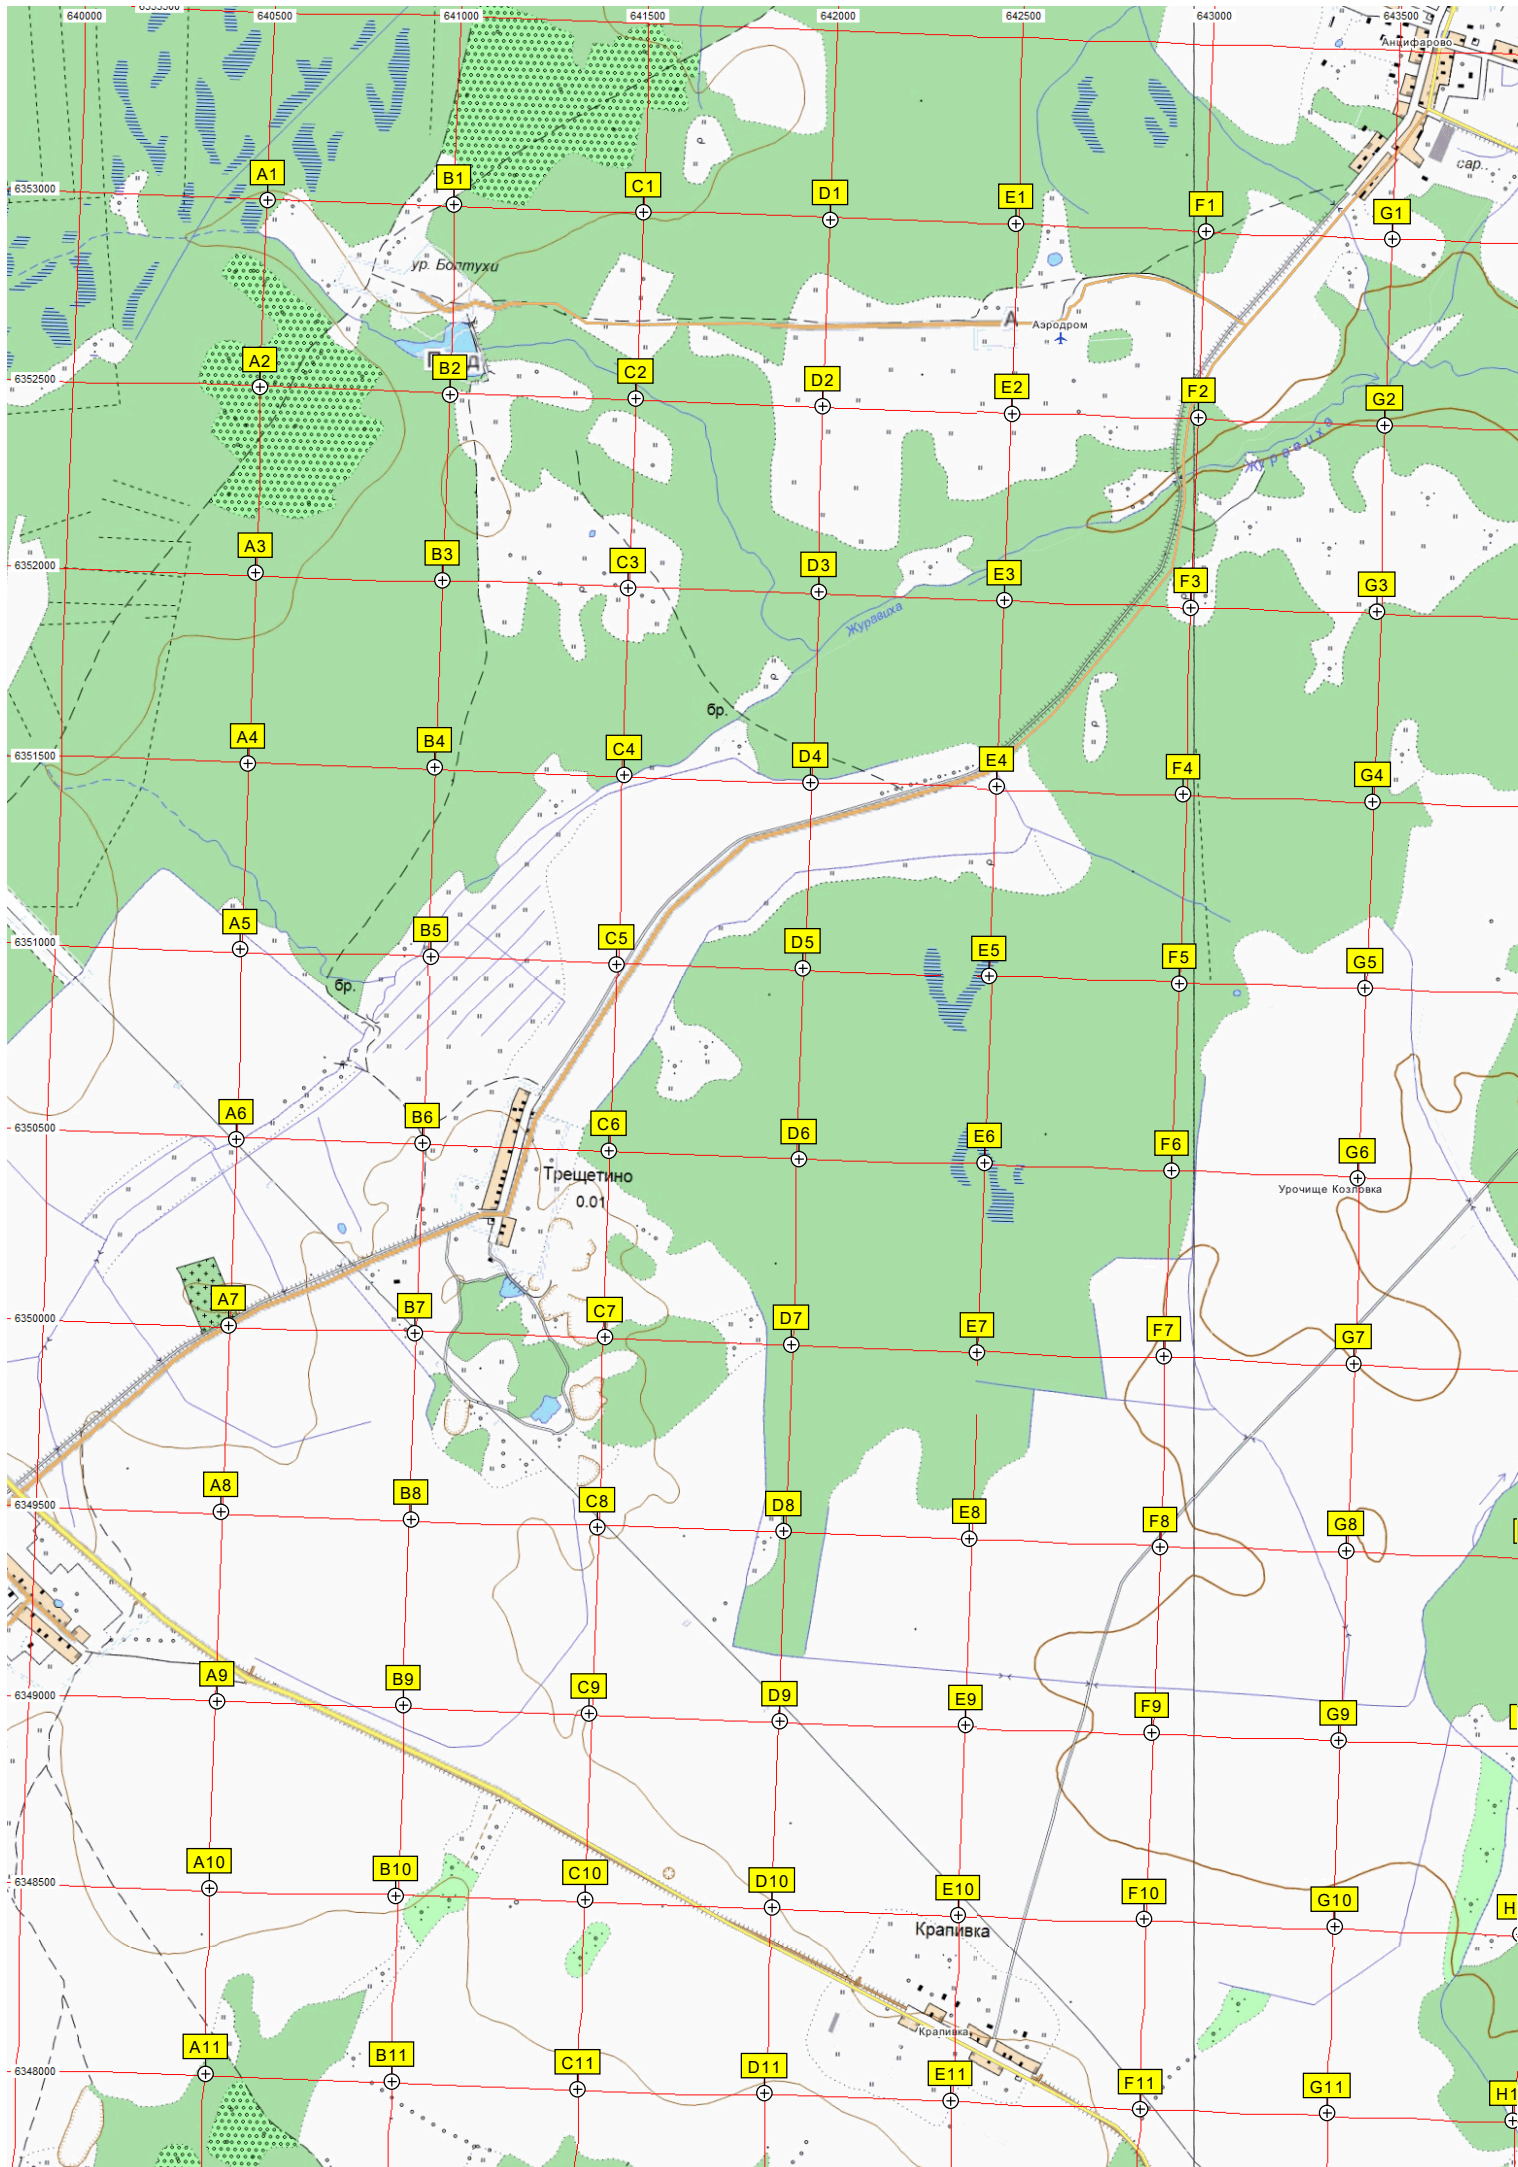 640000 640500 641000 641500 642000 642500 643000 643500
Анцифарово
сар.
6353000
A1 B1 C1 D1 E1 F1 G1
ур. Болтухи
А
Аэродром
6352500
A2 B2 C2 D2 E2 F2 G2
Журавиха
6352000
A3 B3 C3 D3 E3 F3 G3
Журавиха
бр.
6351500
A4 B4 C4 D4 E4 F4 G4
6351000
A5 B5 C5 D5 E5 F5 G5
бр.
6350500
A6 B6 C6 D6 E6 F6 G6
Трещетино
0.01
Урочище Козловка
6350000
A7 B7 C7 D7 E7 F7 G7
6349500
A8 B8 C8 D8 E8 F8 G8
6349000
A9 B9 C9 D9 E9 F9 G9
6348500
A10 B10 C10 D10 E10 F10 G10 H
Крапивка
Крапивка
6348000
A11 B11 C11 D11 E11 F11 G11 H1